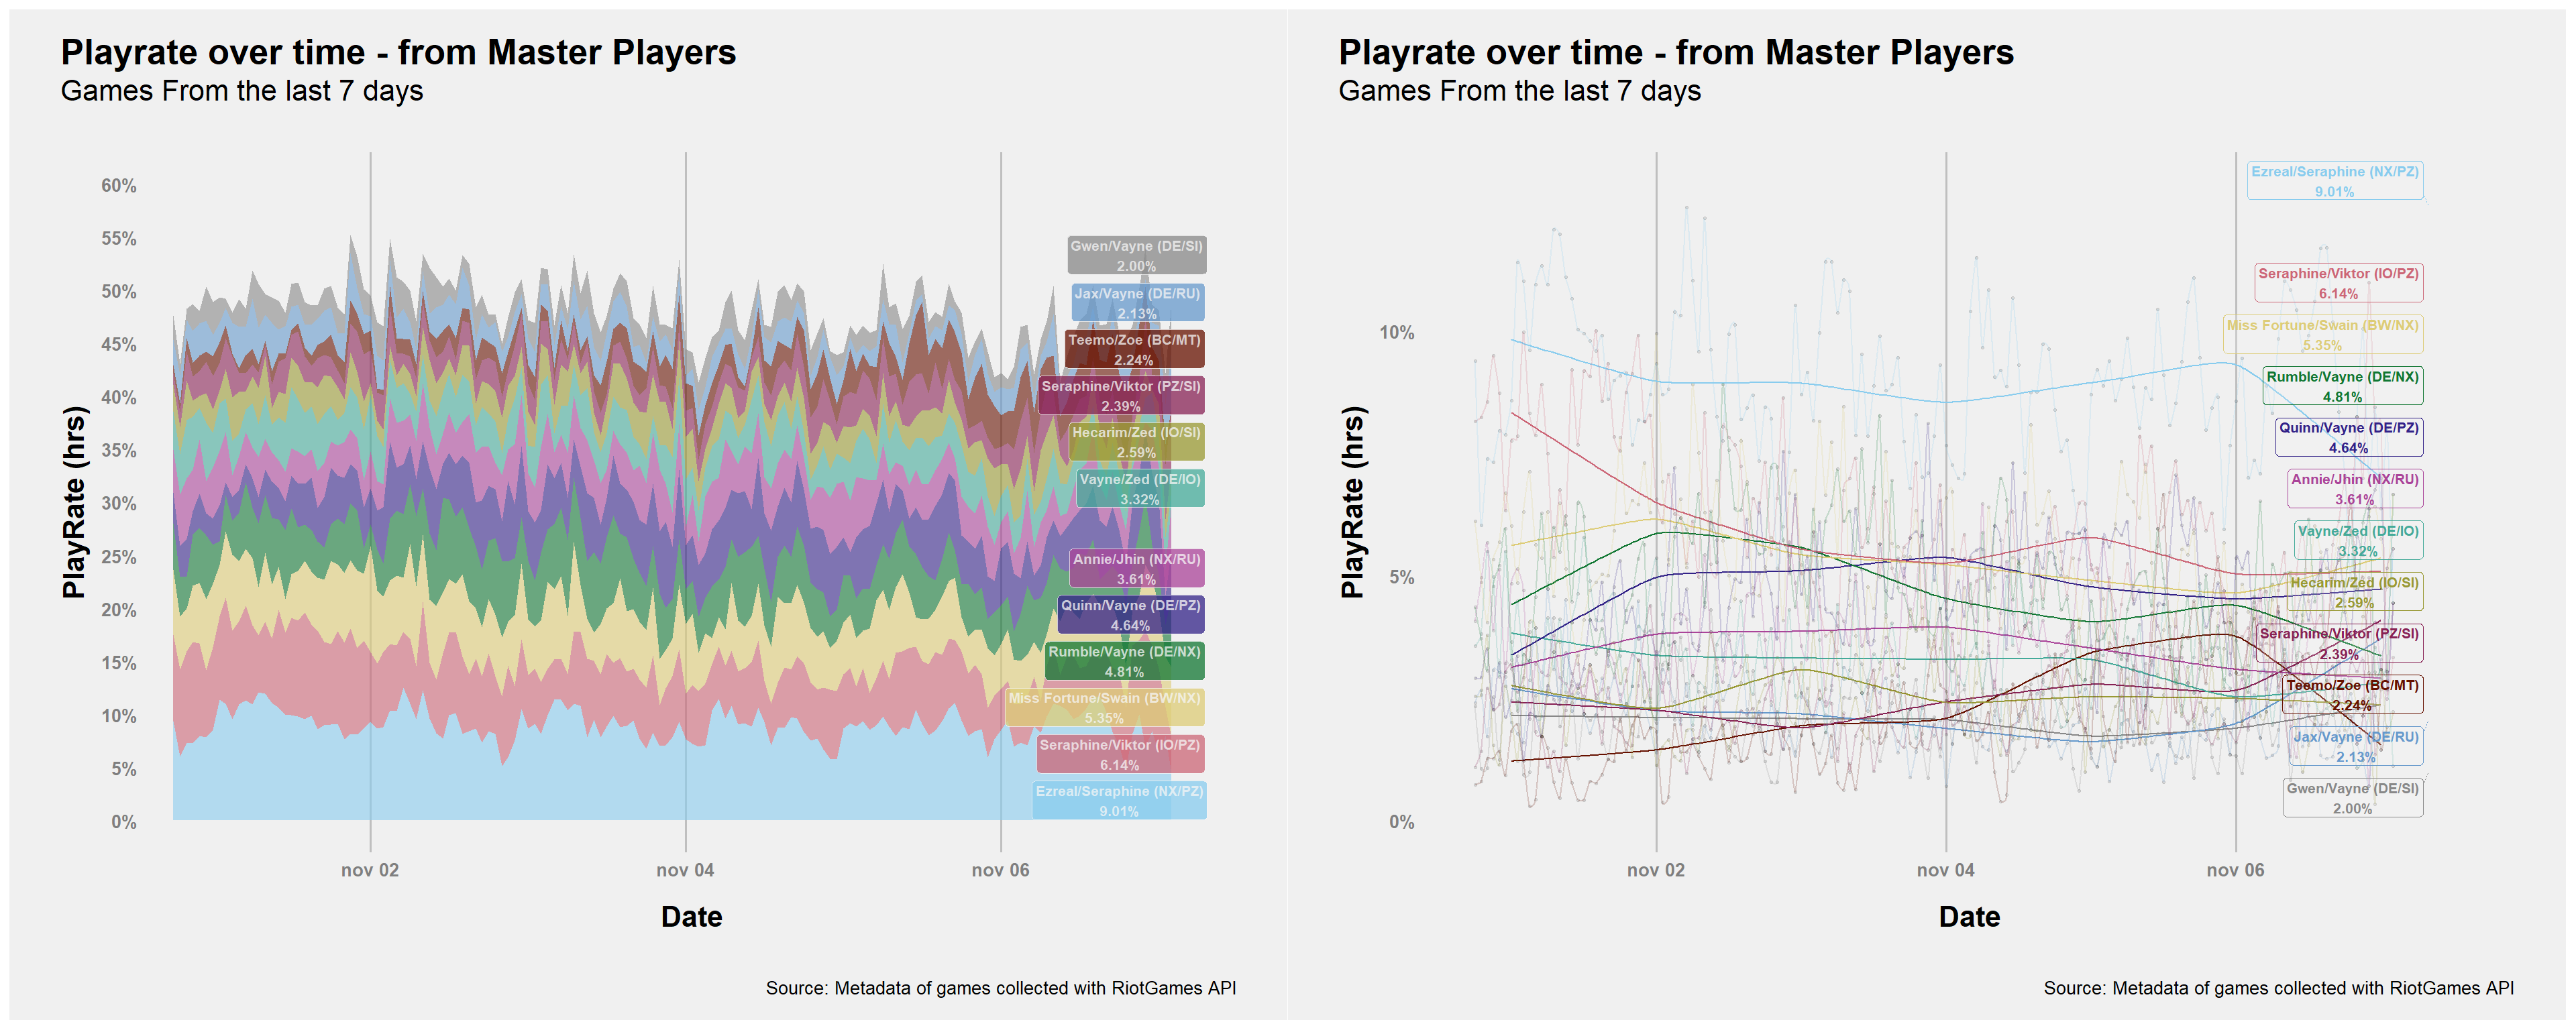 Playrate over time - from Master Players
Games From the last 7 days
PlayRate (hrs)
60%
55%
50%
45%
40%
35%
30%
25%
20%
15%
10%
5%
0%
Gwen/Vayne (DE/SI)
2.00%
Jax/Vayne (DE/RU)
2.13%
Teemo/Zoe (BC/MT)
2.24%
Seraphine/Viktor (PZ/SI)
2.39%
Hecarim/Zed (IO/SI)
2.59%
Vayne/Zed (DE/IO)
3.32%
Annie/Jhin (NX/RU)
3.61%
Quinn/Vayne (DE/PZ)
4.64%
Rumble/Vayne (DE/NX)
4.81%
Miss Fortune/Swain (BW/NX)
5.35%
Seraphine/Viktor (IO/PZ)
6.14%
Ezreal/Seraphine (NX/PZ)
9.01%
nov 02
nov 04
nov 06
Date
Source: Metadata of games collected with RiotGames API
Playrate over time - from Master Players
Games From the last 7 days
PlayRate (hrs)
10%
5%
0%
Ezreal/Seraphine (NX/PZ)
9.01%
Seraphine/Viktor (IO/PZ)
6.14%
Miss Fortune/Swain (BW/NX)
5.35%
Rumble/Vayne (DE/NX)
4.81%
Quinn/Vayne (DE/PZ)
4.64%
Annie/Jhin (NX/RU)
3.61%
Vayne/Zed (DE/IO)
3.32%
Hecarim/Zed (IO/SI)
2.59%
Seraphine/Viktor (PZ/SI)
2.39%
Teemo/Zoe (BC/MT)
2.24%
Jax/Vayne (DE/RU)
2.13%
Gwen/Vayne (DE/SI)
2.00%
nov 02
nov 04
nov 06
Date
Source: Metadata of games collected with RiotGames API